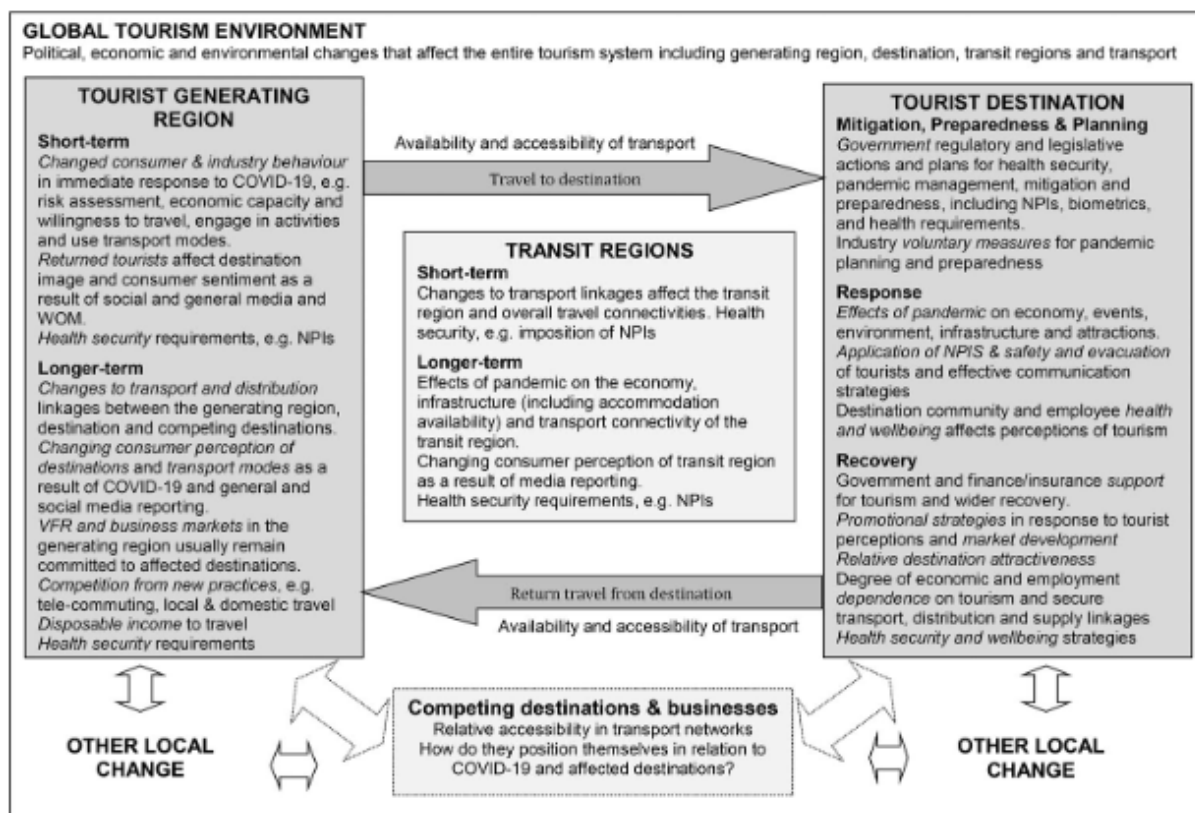 GLOBAL TOURISM ENVIRONMENT
Political, economic and environmental changes that affect the entire tourism system including generating region, destination, transit regions and transport
TOURIST GENERATING
REGION
Short-term
Changed consumer & industry behaviour
in immediate response to COVID-19, e.g.
risk assessment, economic capacity and
willingness to travel, engage in activities
and use transport modes.
Returned tourists affect destination
image and consumer sentiment as a
result of social and general media and
WOM.
Health security requirements, e.g. NPIs
Longer-term
Changes to transport and distribution
linkages between the generating region,
destination and competing destinations.
Changing consumer perception of
destinations and transport modes as a
result of COVID-19 and general and
social media reporting.
VFR and business markets in the
generating region usually remain
committed to affected destinations.
Competition from new practices, e.g.
tele-commuting, local & domestic travel
Disposable income to travel
Health security requirements
Availability and accessibility of transport
Travel to destination
TRANSIT REGIONS
Short-term
Changes to transport linkages affect the transit
region and overall travel connectivities. Health
security, e.g. imposition of NPIs
Longer-term
Effects of pandemic on the economy,
infrastructure (including accommodation
availability) and transport connectivity of the
transit region.
Changing consumer perception of transit region
as a result of media reporting.
Health security requirements, e.g. NPIs
Return travel from destination
Availability and accessibility of transport
TOURIST DESTINATION
Mitigation, Preparedness & Planning
Government regulatory and legislative
actions and plans for health security,
pandemic management, mitigation and
preparedness, including NPIs, biometrics,
and health requirements.
Industry voluntary measures for pandemic
planning and preparedness
Response
Effects of pandemic on economy, events,
environment, infrastructure and attractions.
Application of NPIS & safety and evacuation
of tourists and effective communication
strategies
Destination community and employee health
and wellbeing affects perceptions of tourism
Recovery
Government and finance/insurance support
for tourism and wider recovery.
Promotional strategies in response to tourist
perceptions and market development
Relative destination attractiveness
Degree of economic and employment
dependence on tourism and secure
transport, distribution and supply linkages
Health security and wellbeing strategies
OTHER LOCAL
CHANGE
Competing destinations & businesses
Relative accessibility in transport networks
How do they position themselves in relation to
COVID-19 and affected destinations?
OTHER LOCAL
CHANGE